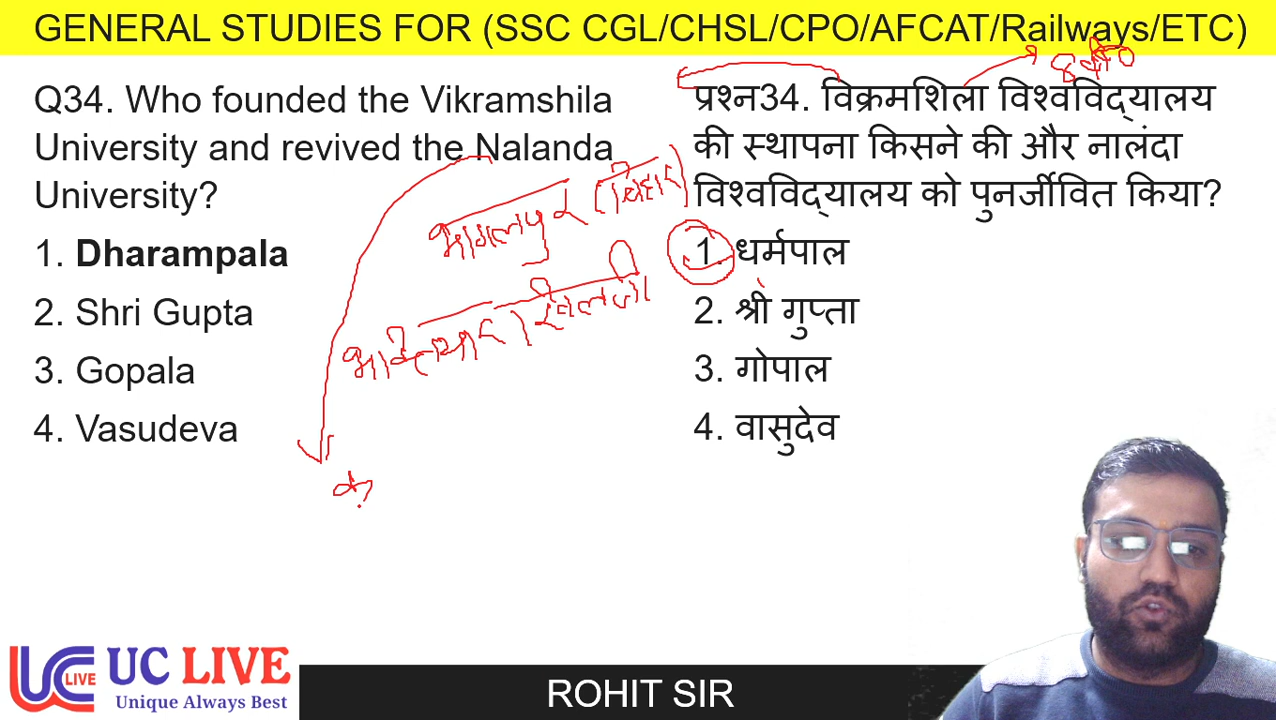 GENERAL STUDIES FOR (SSC CGL/CHSL/CPO/AFCAT/Railways/ETC)
Q34. Who founded the Vikramshila
University and revived the Nalanda
University?
1. Dharampala
2. Shri Gupta
3. Gopala
4. Vasudeva
प्रश्न34. विक्रमशिला विश्वविद्यालय
की स्थापना किसने की और नालंदा
विश्वविद्यालय को पुनर्जीवित किया?
1. धर्मपाल
2. श्री गुप्ता
3. गोपाल
4. वासुदेव
भागलपुर (बिहार)
खिलजी
LIVE
UC LIVE
Unique Always Best
ROHIT SIR